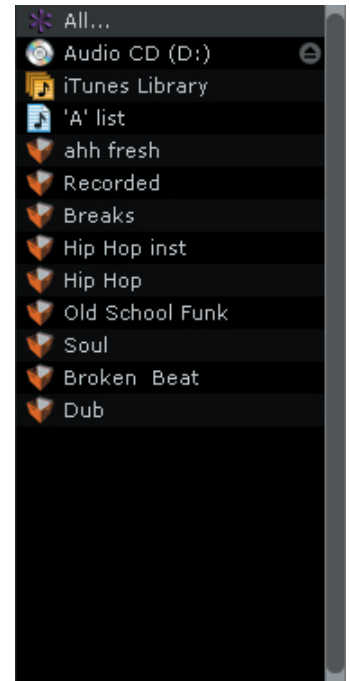 All...
Audio CD (D:)
iTunes Library
'A' list
ahh fresh
Recorded
Breaks
Hip Hop inst
Hip Hop
Old School Funk
Soul
Broken  Beat
Dub